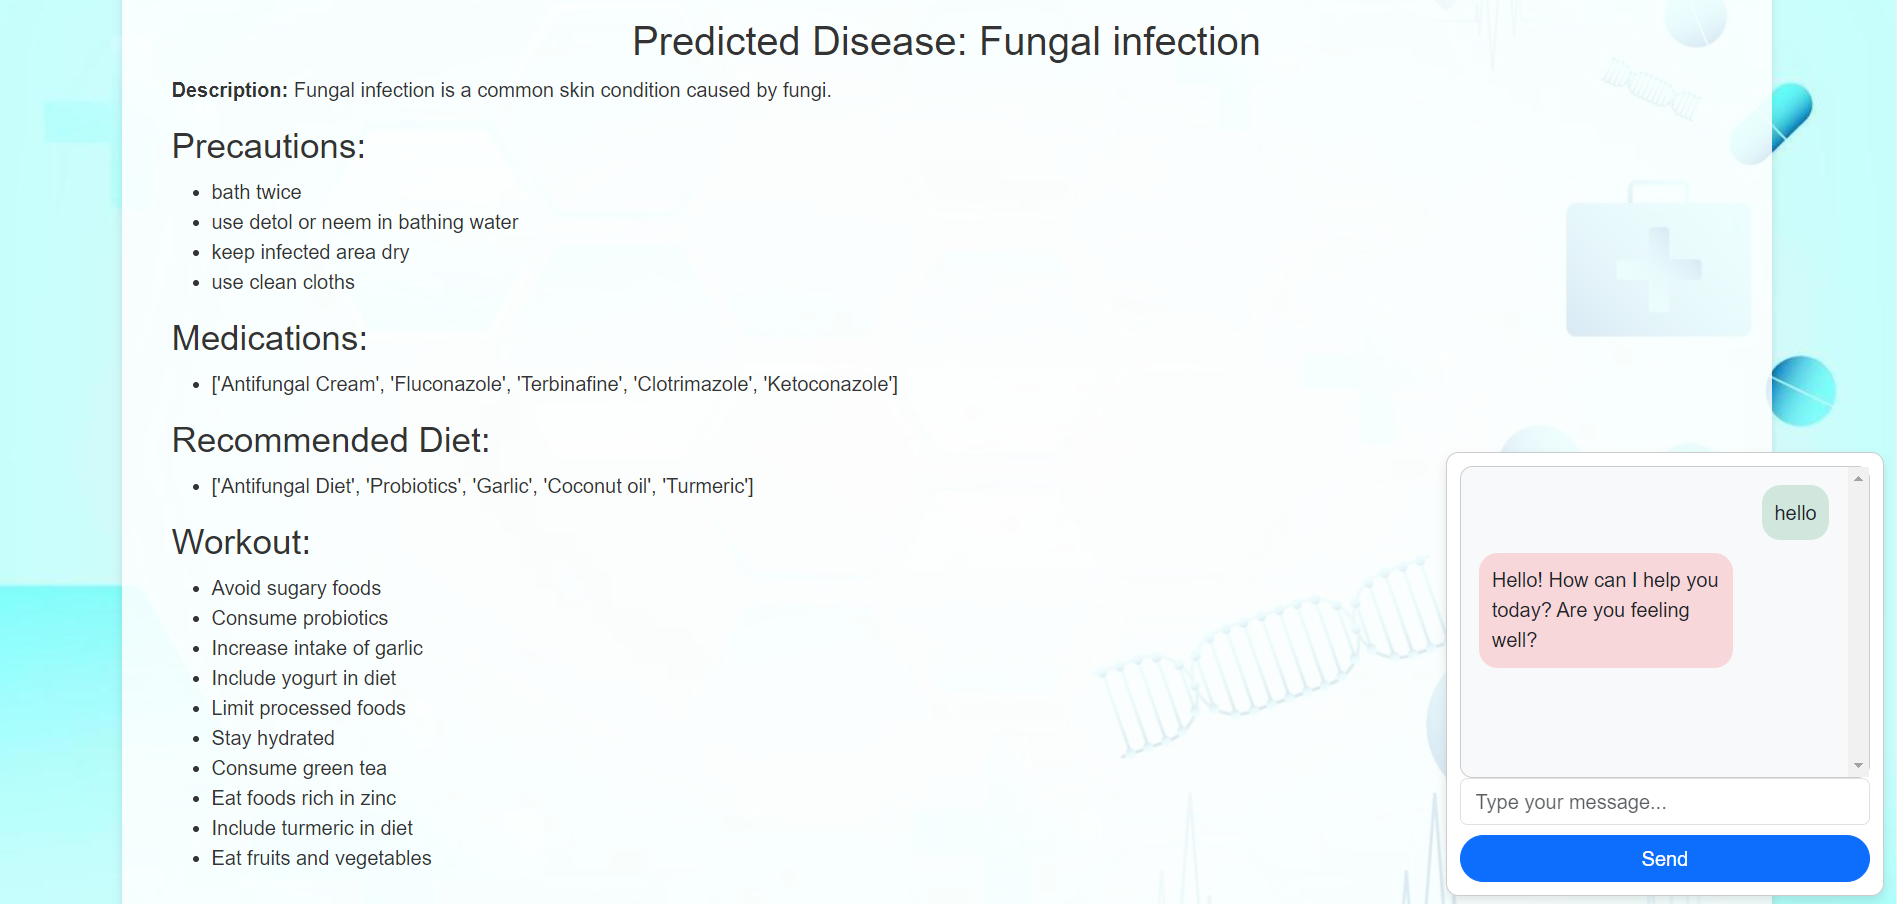 Predicted Disease: Fungal infection
Description: Fungal infection is a common skin condition caused by fungi.
Precautions:
bath twice
use detol or neem in bathing water
keep infected area dry
use clean cloths
Medications:
['Antifungal Cream', 'Fluconazole', 'Terbinafine', 'Clotrimazole', 'Ketoconazole']
Recommended Diet:
['Antifungal Diet', 'Probiotics', 'Garlic', 'Coconut oil', 'Turmeric']
Workout:
Avoid sugary foods
Consume probiotics
Increase intake of garlic
Include yogurt in diet
Limit processed foods
Stay hydrated
Consume green tea
Eat foods rich in zinc
Include turmeric in diet
Eat fruits and vegetables
hello
Hello! How can I help you
today? Are you feeling
well?
Type your message...
Send